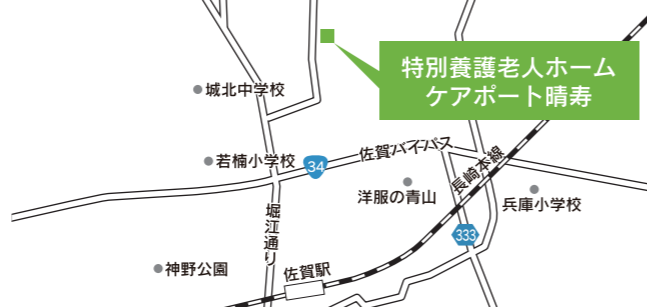 特別養護老人ホーム
ケアポート晴寿
城北中学校
佐賀バイパス
若楠小学校
34
長崎本線
洋服の青山
兵庫小学校
堀江通り
333
神野公園
佐賀駅